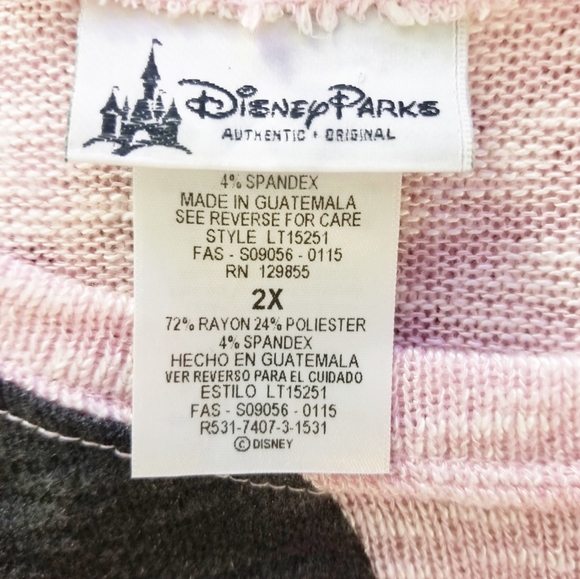 Disney Parks
AUTHENTIC • ORIGINAL
4% SPANDEX
MADE IN GUATEMALA
SEE REVERSE FOR CARE
STYLE LT15251
FAS - S09056 - 0115
RN 129855
2X
72% RAYON 24% POLIESTER
4% SPANDEX
HECHO EN GUATEMALA
VER REVERSO PARA EL CUIDADO
ESTILO LT15251
FAS - S09056 - 0115
R531-7407-3-1531
© DISNEY